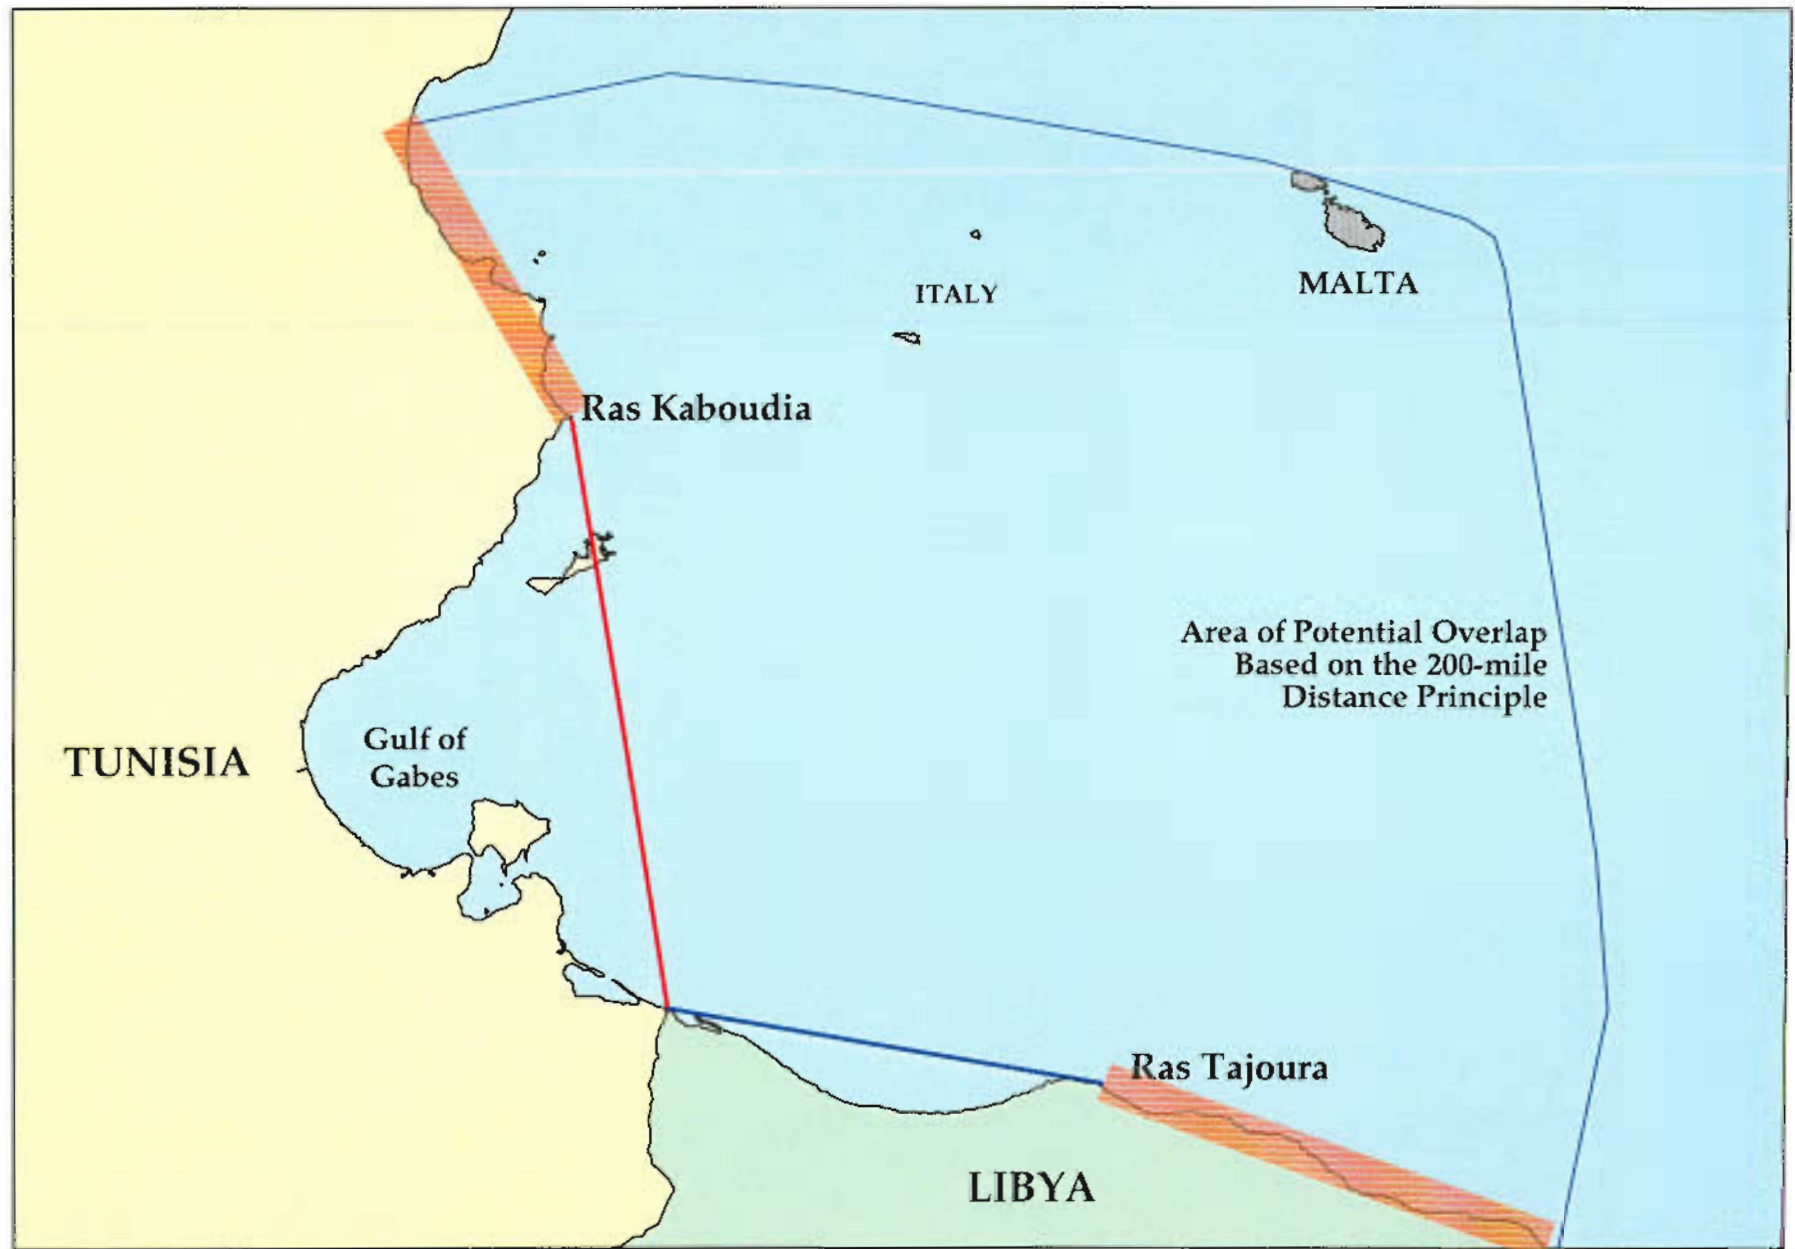 ITALY
MALTA
Ras Kaboudia
Area of Potential Overlap
Based on the 200-mile
Distance Principle
Gulf of
Gabes
TUNISIA
Ras Tajoura
LIBYA